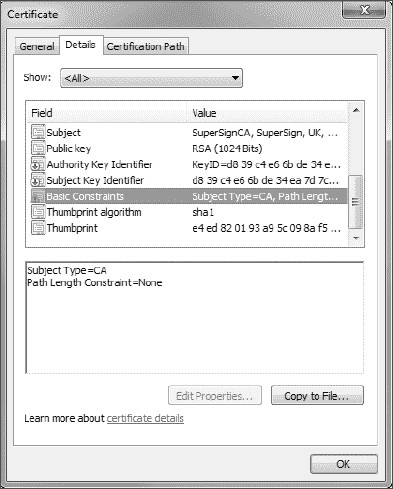 Certificate
General Details Certification Path
Show: <All>
Field Value
Subject SuperSignCA, SuperSign, UK, ...
Public key RSA (1024 Bits)
Authority Key Identifier KeyID=d8 39 c4 e6 6b de 34 e...
Subject Key Identifier d8 39 c4 e6 6b de 34 ea 7d 7c...
Basic Constraints Subject Type=CA, Path Lengt...
Thumbprint algorithm sha1
Thumbprint e4 ed 82 01 93 a9 5c 09 8a f5 ...
Subject Type=CA
Path Length Constraint=None
Edit Properties... Copy to File...
Learn more about certificate details
OK